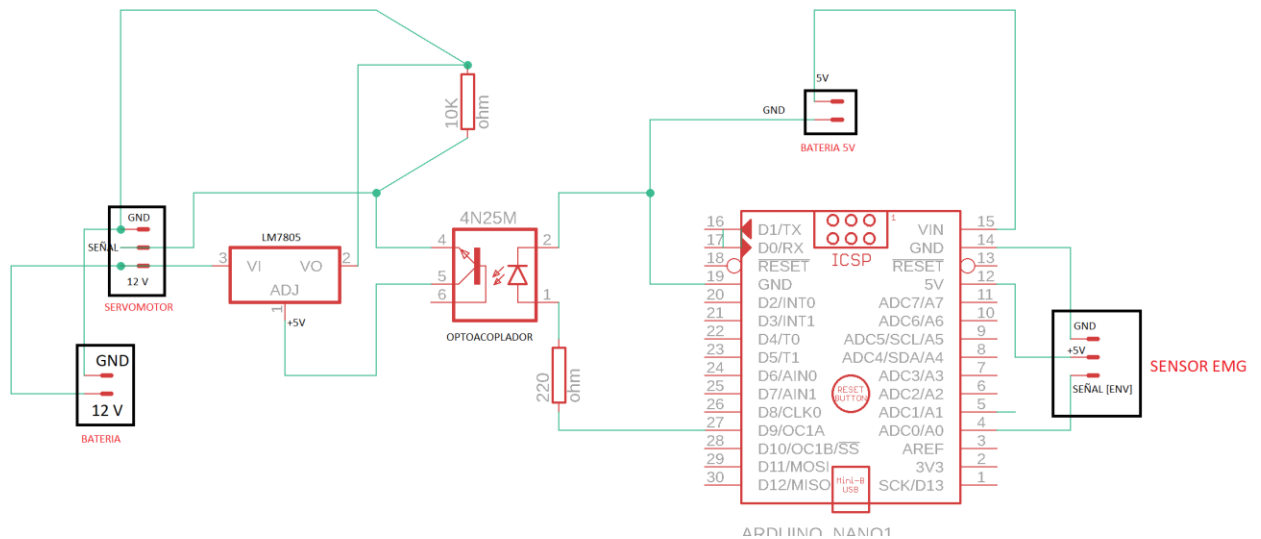 5V
GND
BATERIA 5V
10K
ohm
GND
SEÑAL
12 V
SERVOMOTOR
LM7805
3
VI
VO
2
ADJ
1
+5V
GND
12 V
BATERIA
4N25M
4
5
6
2
1
OPTOACOPLADOR
220
ohm
ICSP
1
16 D1/TX
17 D0/RX
18 RESET
19 GND
20 D2/INT0
21 D3/INT1
22 D4/T0
23 D5/T1
24 D6/AIN0
25 D7/AIN1
26 D8/CLK0
27 D9/OC1A
28 D10/OC1B/SS
29 D11/MOSI
30 D12/MISO
VIN 15
GND 14
RESET 13
5V 12
ADC7/A7 11
ADC6/A6 10
ADC5/SCL/A5 9
ADC4/SDA/A4 8
ADC3/A3 7
ADC2/A2 6
ADC1/A1 5
ADC0/A0 4
AREF 3
3V3 2
SCK/D13 1
RESET
BUTTON
Mini-B
USB
ARDUINO_NANO1
GND
+5V
SEÑAL [ENV]
SENSOR EMG